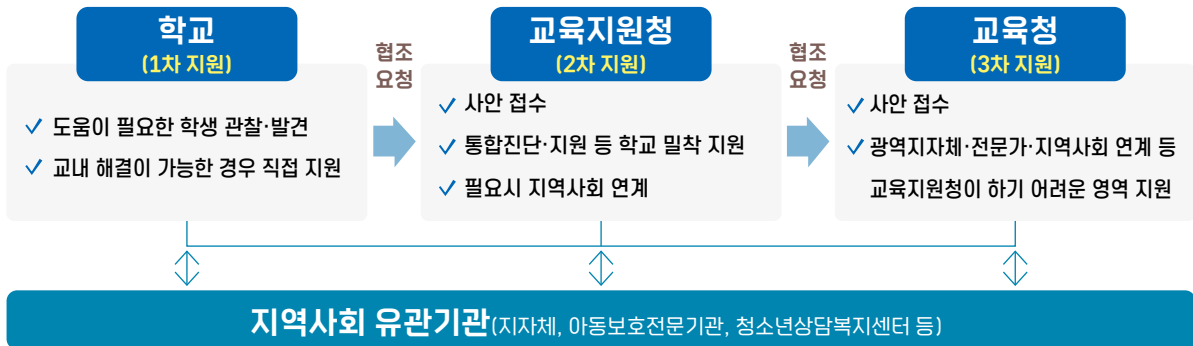 학교
(1차 지원)
✓ 도움이 필요한 학생 관찰·발견
✓ 교내 해결이 가능한 경우 직접 지원
협조
요청
교육지원청
(2차 지원)
✓ 사안 접수
✓ 통합진단·지원 등 학교 밀착 지원
✓ 필요시 지역사회 연계
협조
요청
교육청
(3차 지원)
✓ 사안 접수
✓ 광역지자체·전문가·지역사회 연계 등
교육지원청이 하기 어려운 영역 지원
지역사회 유관기관(지자체, 아동보호전문기관, 청소년상담복지센터 등)